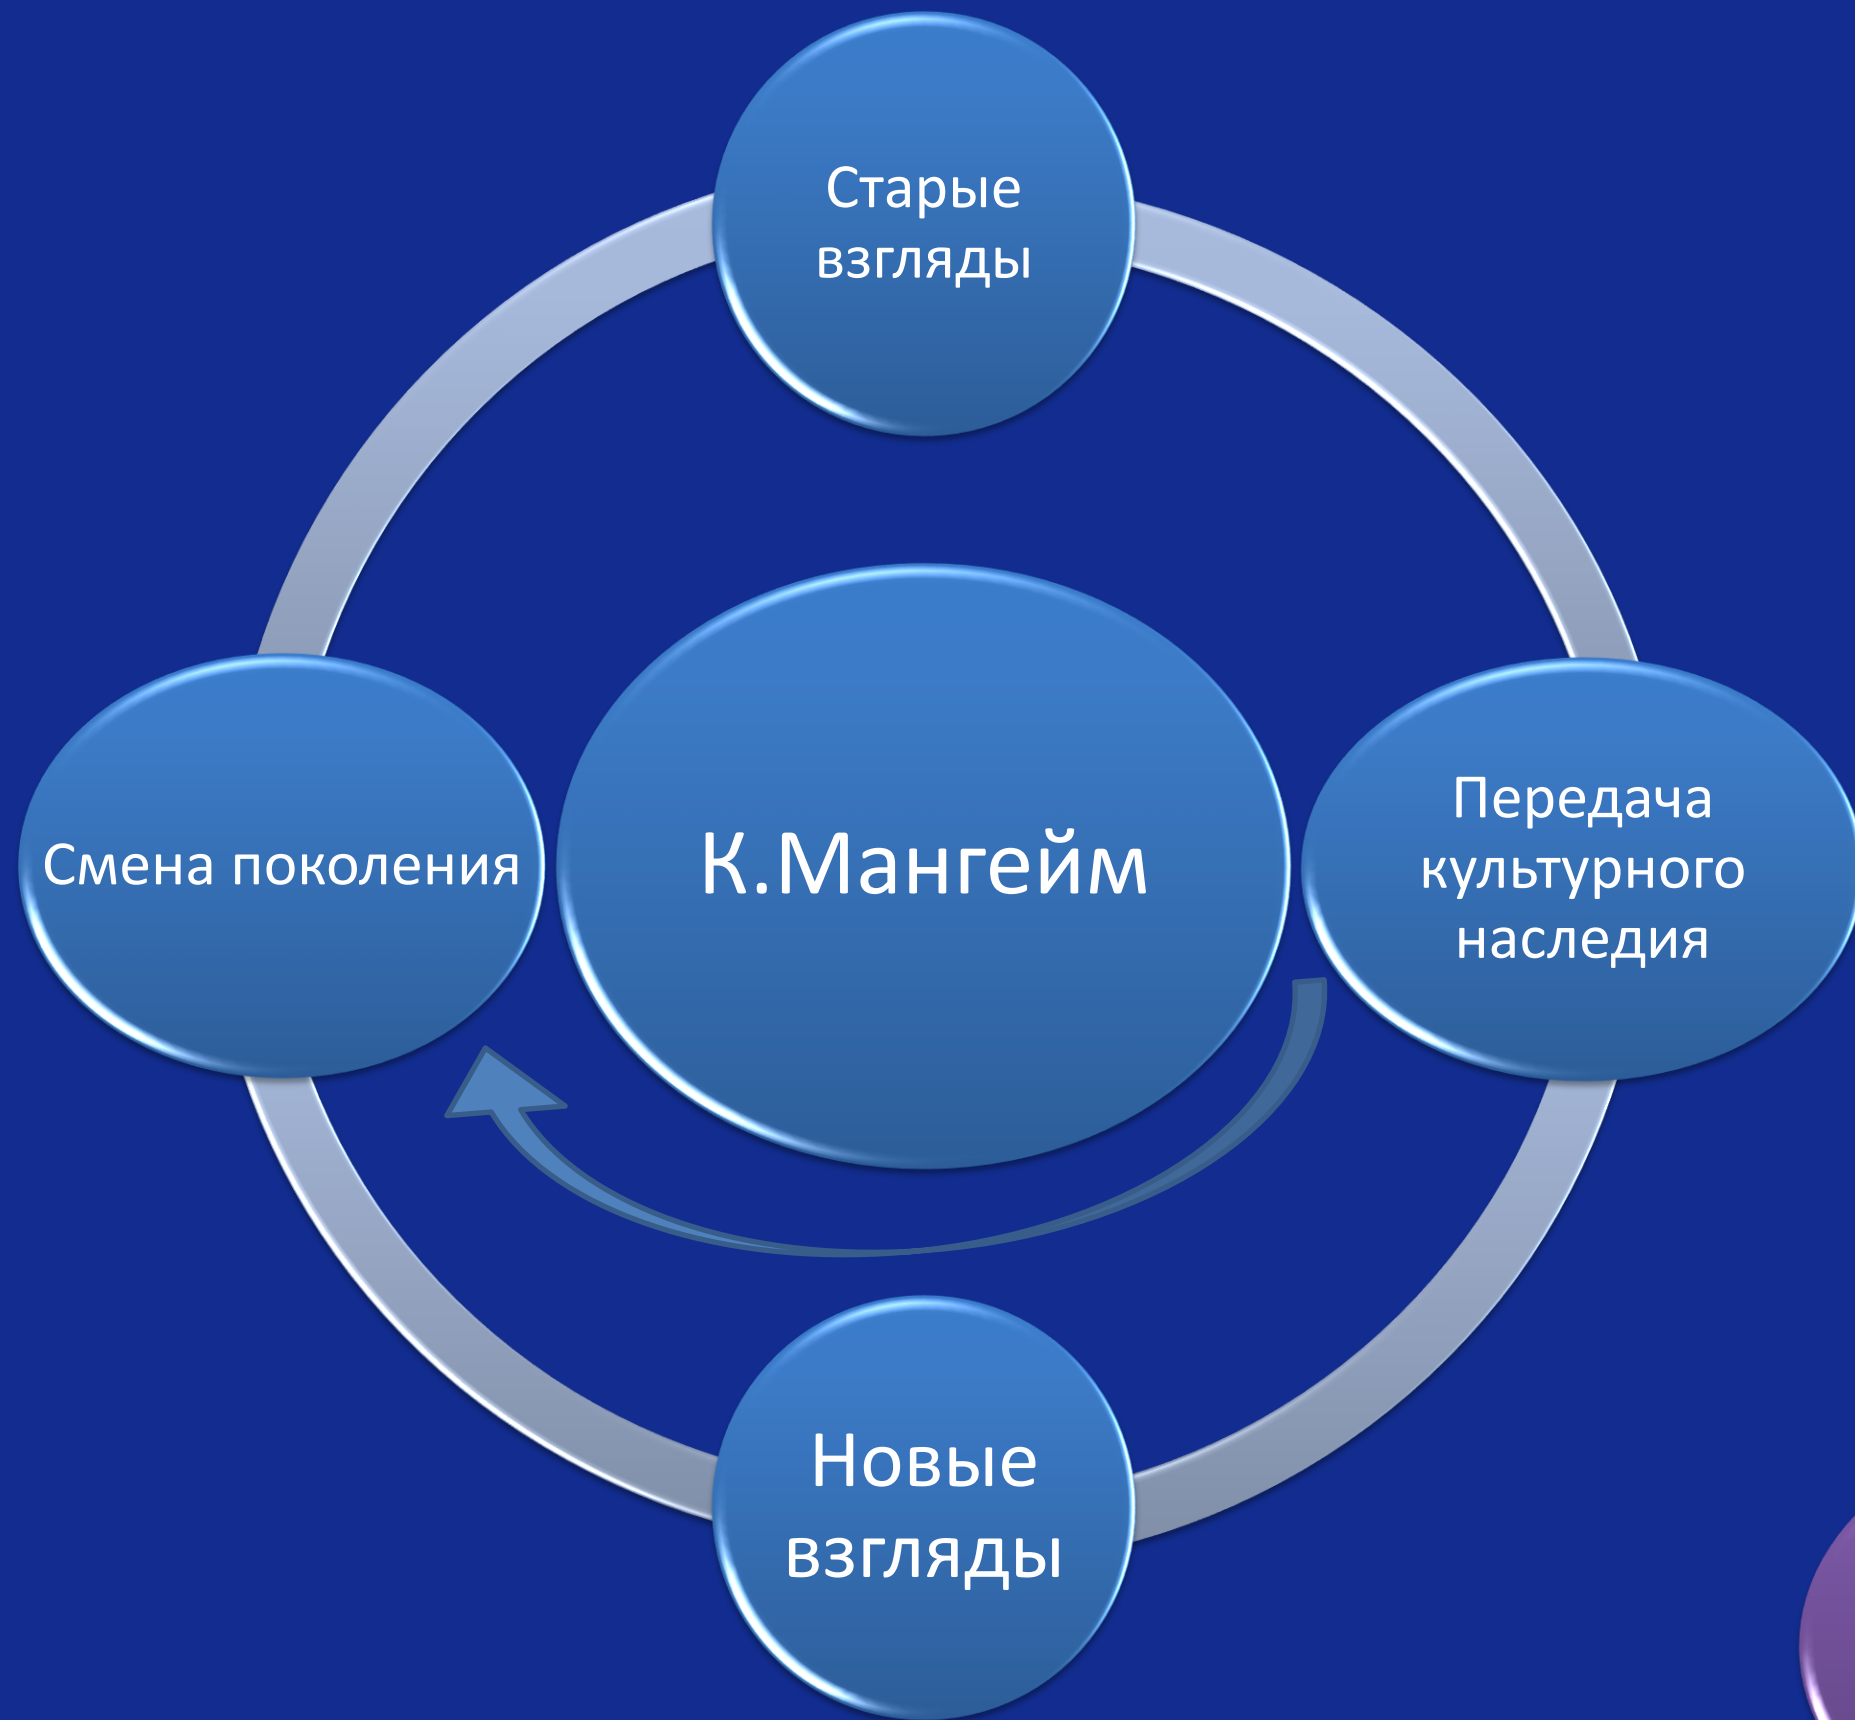 Старые
взгляды
Смена поколения
К.Мангейм
Передача
культурного
наследия
Новые
взгляды